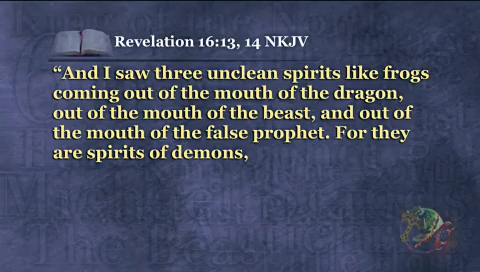 Revelation 16:13, 14 NKJV
“And I saw three unclean spirits like frogs
coming out of the mouth of the dragon,
out of the mouth of the beast, and out of
the mouth of the false prophet. For they
are spirits of demons,